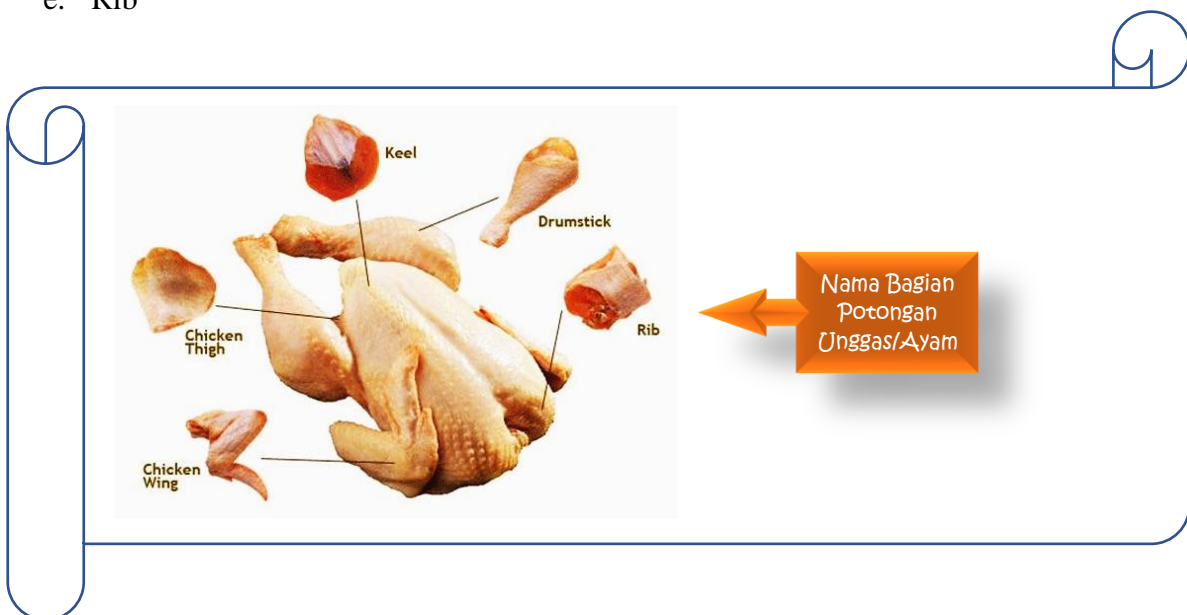 e. Rib
Keel
Drumstick
Rib
Chicken
Thigh
Chicken
Wing
Nama Bagian
Potongan
Unggas/Ayam